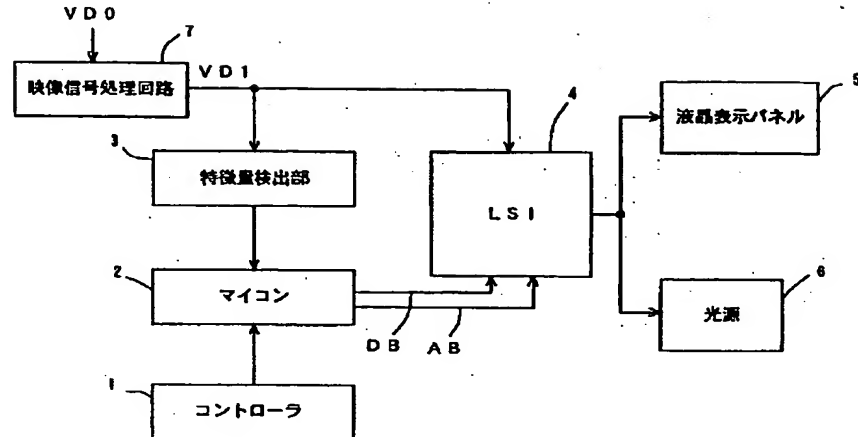 VD0
7
映像信号処理回路
VD1
4
5
液晶表示パネル
3
特徴量検出部
LSI
2
マイコン
6
光源
DB
AB
1
コントローラ